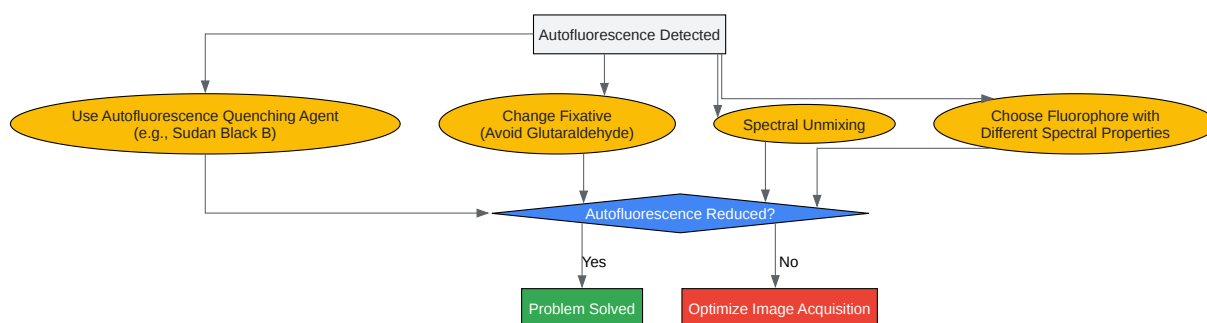 Autofluorescence Detected
Use Autofluorescence Quenching Agent
(e.g., Sudan Black B)
Change Fixative
(Avoid Glutaraldehyde)
Spectral Unmixing
Choose Fluorophore with
Different Spectral Properties
Autofluorescence Reduced?
Yes
No
Problem Solved
Optimize Image Acquisition